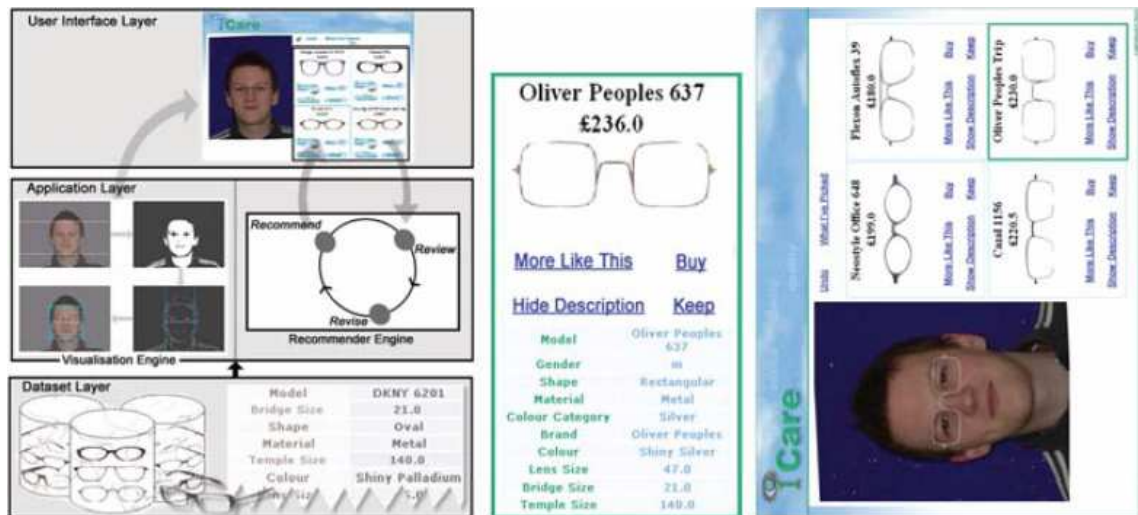 User Interface Layer
iCare
Application Layer
Visualisation Engine
Recommend
Review
Revise
Recommender Engine
Dataset Layer
Model DKNY 6201
Bridge Size 21.0
Shape Oval
Material Metal
Temple Size 140.0
Colour Shiny Palladium
Oliver Peoples 637
£236.0
More Like This Buy
Hide Description Keep
Model Oliver Peoples 637
Gender m
Shape Rectangular
Material Metal
Colour Category Silver
Brand Oliver Peoples
Colour Shiny Silver
Lens Size 47.0
Bridge Size 21.0
Temple Size 140.0
iCare
Undo What I've Picked
Neostyle Office 648
£199.0
More Like This Buy
Show Description Keep
Flexon Autoflex 39
£180.0
More Like This Buy
Show Description Keep
Cazal 1156
£220.5
More Like This Buy
Show Description Keep
Oliver Peoples Trip
£230.0
More Like This Buy
Show Description Keep